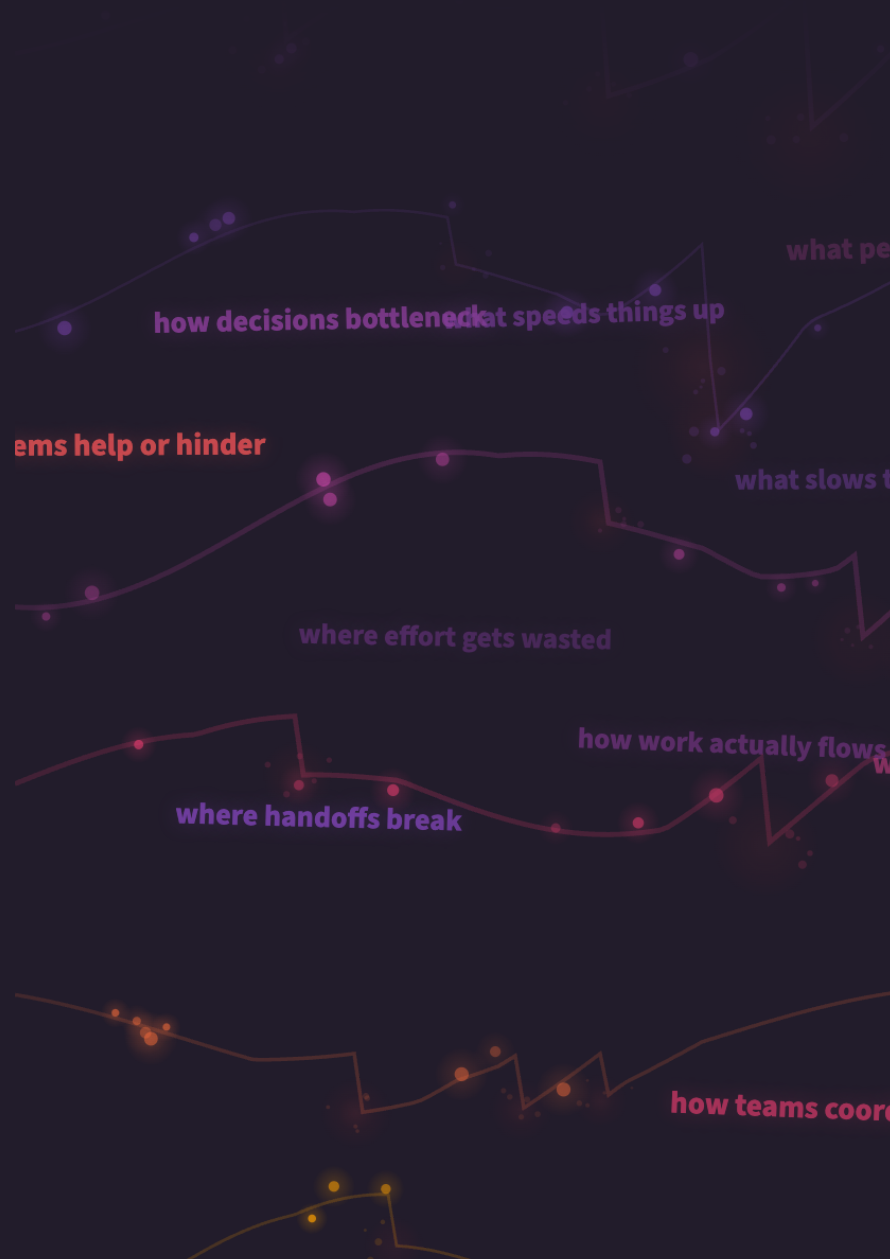 what pe
how decisions bottleneck
what speeds things up
ems help or hinder
what slows t
where effort gets wasted
how work actually flows
w
where handoffs break
how teams coord